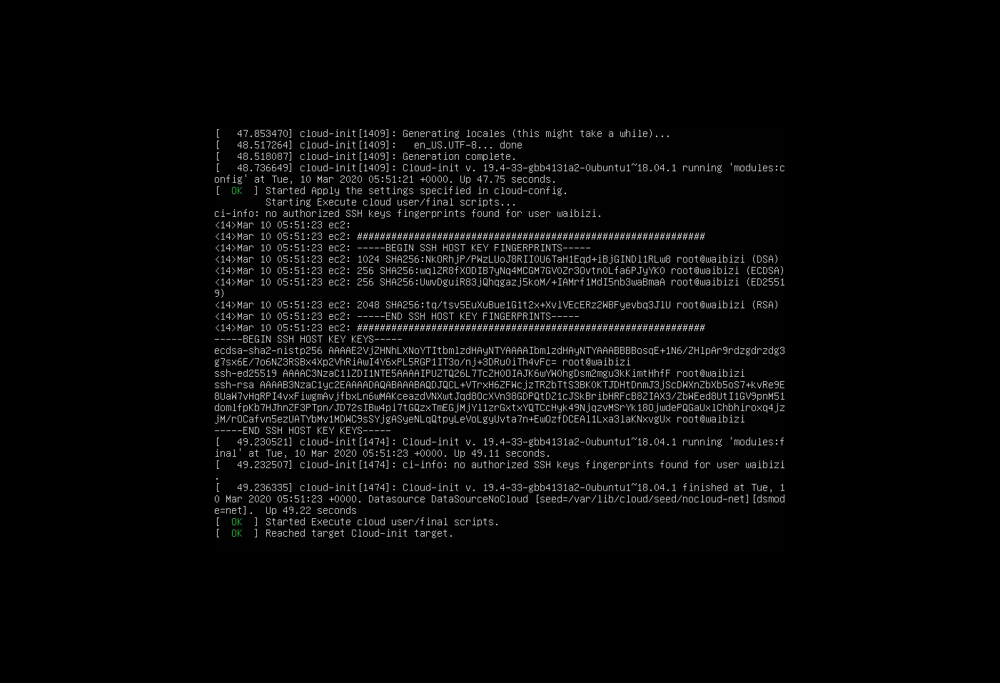 [   47.853470] cloud-init[1409]: Generating locales (this might take a while)...
[   48.517264] cloud-init[1409]:   en_US.UTF-8... done
[   48.518087] cloud-init[1409]: Generation complete.
[   48.736649] cloud-init[1409]: Cloud-init v. 19.4-33-gbb4131a2-0ubuntu1~18.04.1 running 'modules:c
onfig' at Tue, 10 Mar 2020 05:51:21 +0000. Up 47.75 seconds.
[  OK  ] Started Apply the settings specified in cloud-config.
         Starting Execute cloud user/final scripts...
ci-info: no authorized SSH keys fingerprints found for user waibizi.
<14>Mar 10 05:51:23 ec2:
<14>Mar 10 05:51:23 ec2: #############################################################
<14>Mar 10 05:51:23 ec2: -----BEGIN SSH HOST KEY FINGERPRINTS-----
<14>Mar 10 05:51:23 ec2: 1024 SHA256:NkORhjP/PWzLUoJ8RII0U6TaH1Eqd+iBjGINDl1RLw8 root@waibizi (DSA)
<14>Mar 10 05:51:23 ec2: 256 SHA256:wqlZR8fXODIB7yNq4MCGM7GV0Zr3Ovtn0Lfa6PJyYK0 root@waibizi (ECDSA)
<14>Mar 10 05:51:23 ec2: 256 SHA256:UwvDguiR83jQhqgazj5koM/+IAMrf1MdI5nb3waBmaA root@waibizi (ED2551
9)
<14>Mar 10 05:51:23 ec2: 2048 SHA256:tq/tsv5EuXuBue1G1t2x+XvlVEcERz2WBFyevbq3JlU root@waibizi (RSA)
<14>Mar 10 05:51:23 ec2: -----END SSH HOST KEY FINGERPRINTS-----
<14>Mar 10 05:51:23 ec2: #############################################################
-----BEGIN SSH HOST KEY KEYS-----
ecdsa-sha2-nistp256 AAAAE2VjZHNhLXNoYTItbmlzdHAyNTYAAAAIbmlzdHAyNTYAAABBBBosqE+1N6/ZHlpAr9rdzgdrzdg3
g7sx6E/7o6NZ3RSBx4Xp2VhRiAwI4Y6xPL5RGP1IT3o/nj+3DRu0iTh4vFc= root@waibizi
ssh-ed25519 AAAAC3NzaC1lZDI1NTE5AAAAIPUZTQ26L7TcZH0OIAJK6wYW0hgDsm2mgu3kKimtHhfF root@waibizi
ssh-rsa AAAAB3NzaC1yc2EAAAADAQABAAABAQDJQCL+VTrxH6ZFWcjzTRZbTtS3BKOKTJDHtDnmJ3jScDWXnZbXb5oS7+kvRe9E
8UaW7vHqRPI4vxFiwgmAvjfbxLn6wMAKceazdVNXwtJqd8OcXVn38GDPQtDZ1cJSkBribHRFcB8ZIAX3/ZbWEed8UtI1GV9pnM51
domlfpKb7HJhnZF3PTpn/JD72sIBw4pi7tGQzxTmEGjMjYl1zrGxtxYQTCcHyk49NjqzvMSrYk18OjwdePQGaUxlChbhiroxq4jz
jM/rOCafvn5ezUATYbMv1MDWC9sSYjgASyeNLqQtpyLeVoLgyUvta7n+EwOzfDCEAl1Lxa3laKNxvgUx root@waibizi
-----END SSH HOST KEY KEYS-----
[   49.230521] cloud-init[1474]: Cloud-init v. 19.4-33-gbb4131a2-0ubuntu1~18.04.1 running 'modules:f
inal' at Tue, 10 Mar 2020 05:51:23 +0000. Up 49.11 seconds.
[   49.232507] cloud-init[1474]: ci-info: no authorized SSH keys fingerprints found for user waibizi
.
[   49.236335] cloud-init[1474]: Cloud-init v. 19.4-33-gbb4131a2-0ubuntu1~18.04.1 finished at Tue, 1
0 Mar 2020 05:51:23 +0000. Datasource DataSourceNoCloud [seed=/var/lib/cloud/seed/nocloud-net][dsmod
e=net].  Up 49.22 seconds
[  OK  ] Started Execute cloud user/final scripts.
[  OK  ] Reached target Cloud-init target.